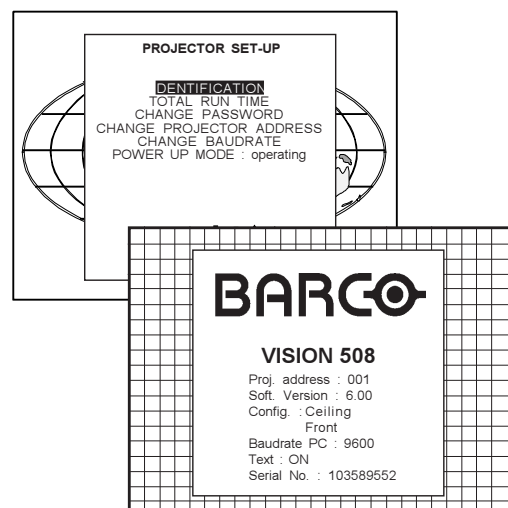 PROJECTOR SET-UP
DENTIFICATION
TOTAL RUN TIME
CHANGE PASSWORD
CHANGE PROJECTOR ADDRESS
CHANGE BAUDRATE
POWER UP MODE : operating
BARCO
VISION 508
Proj. address : 001
Soft. Version : 6.00
Config. : Ceiling
Front
Baudrate PC : 9600
Text : ON
Serial No. : 103589552